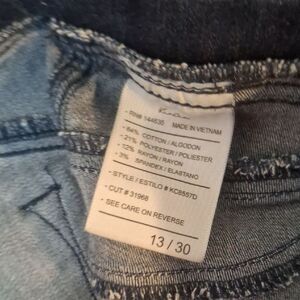 - RN# 144630 MADE IN VIETNAM
- 64% COTTON / ALGODON
- 21% POLYESTER / POLIESTER
- 12% RAYON / RAYON
- 3% SPANDEX / ELASTANO
- STYLE / ESTILO # KC8557D
- CUT # 31968
- SEE CARE ON REVERSE
13 / 30